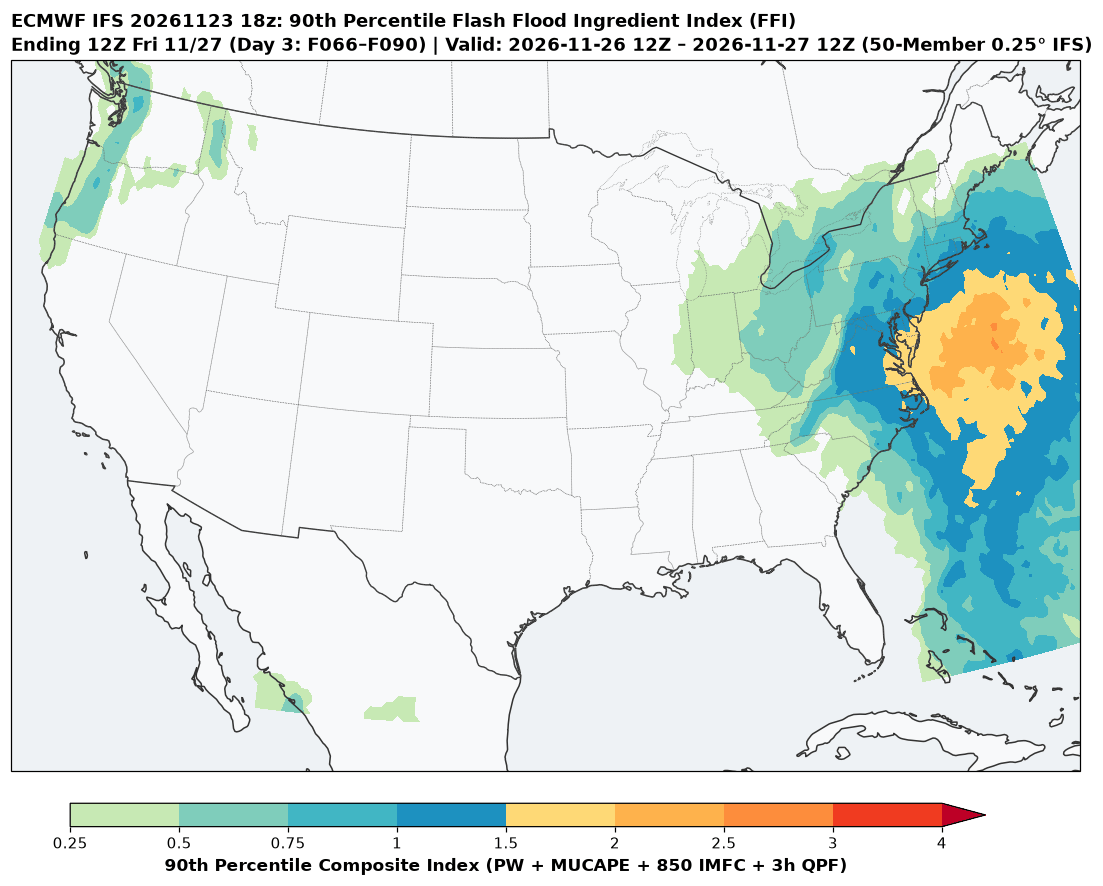 ECMWF IFS 20261123 18z: 90th Percentile Flash Flood Ingredient Index (FFI)
Ending 12Z Fri 11/27 (Day 3: F066–F090) | Valid: 2026-11-26 12Z – 2026-11-27 12Z (50-Member 0.25° IFS)
0.25 0.5 0.75 1 1.5 2 2.5 3 4
90th Percentile Composite Index (PW + MUCAPE + 850 IMFC + 3h QPF)